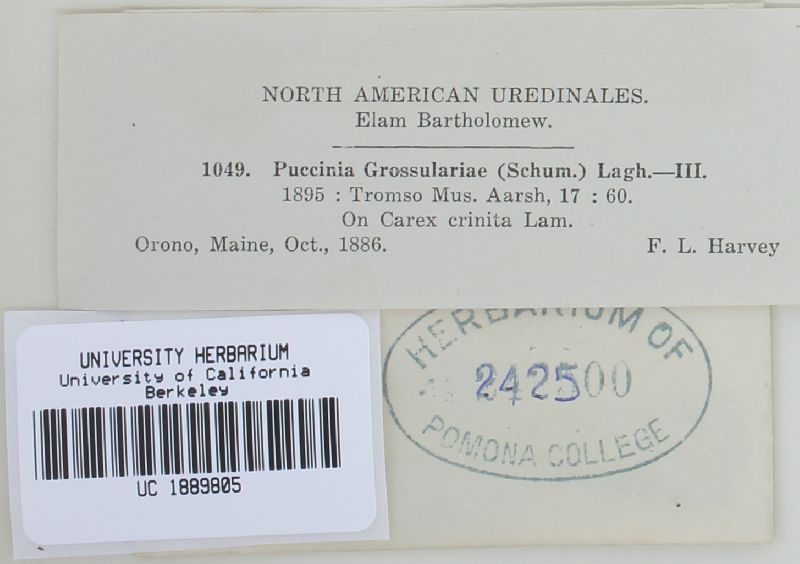 NORTH AMERICAN UREDINALES.
Elam Bartholomew.
1049. Puccinia Grossulariae (Schum.) Lagh.—III.
1895 : Tromso Mus. Aarsh, 17 : 60.
On Carex crinita Lam.
Orono, Maine, Oct., 1886. F. L. Harvey
HERBARIUM OF
POMONA COLLEGE
UNIVERSITY HERBARIUM
University of California
Berkeley
UC 1889805